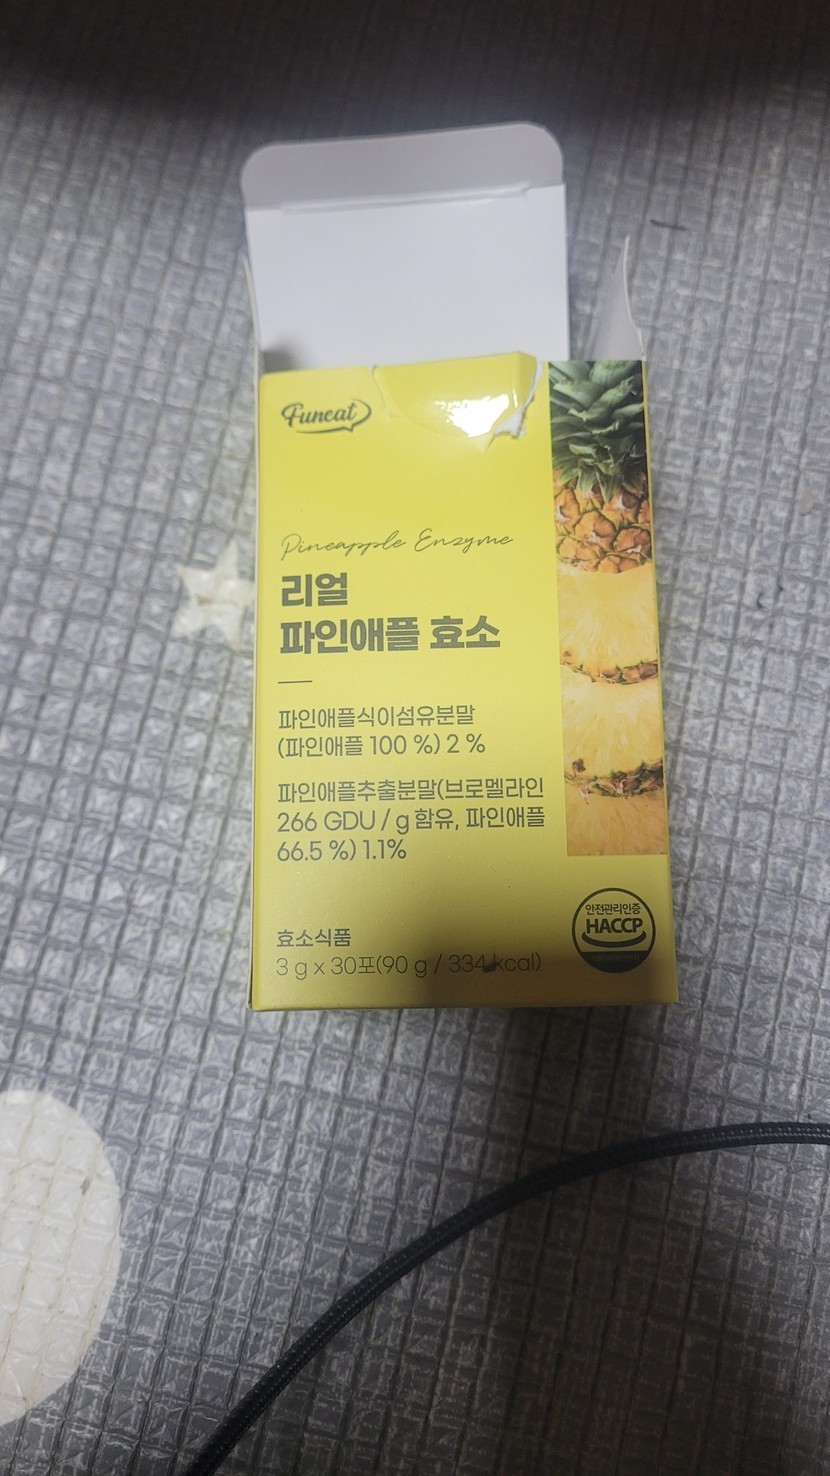 Funeat
Pineapple Enzyme
리얼
파인애플 효소
파인애플식이섬유분말
(파인애플 100 %) 2 %
파인애플추출분말(브로멜라인
266 GDU / g 함유, 파인애플
66.5 %) 1.1%
안전관리인증
HACCP
효소식품
3 g x 30포(90 g / 334 kcal)